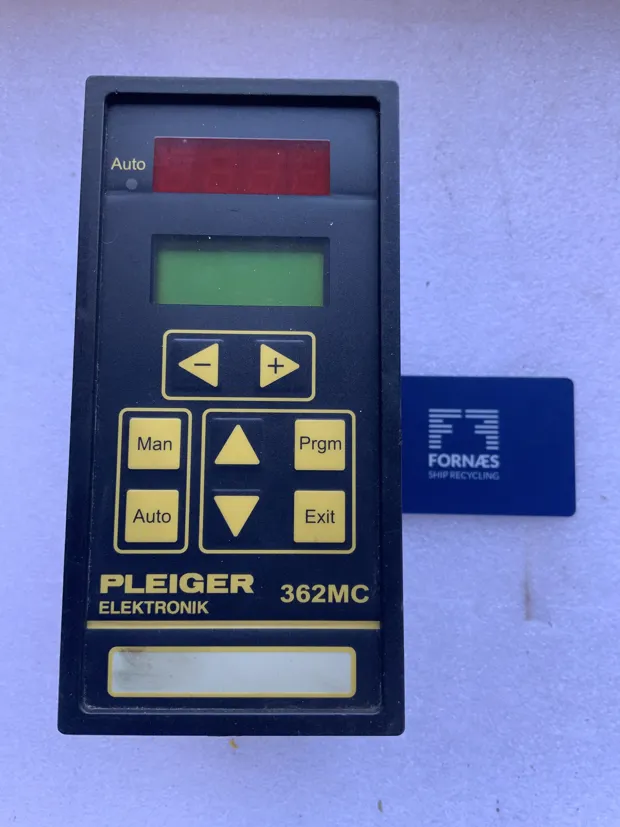 Auto
− +
Man
Prgm
Auto
Exit
PLEIGER
ELEKTRONIK
362MC
FORNÆS
SHIP RECYCLING